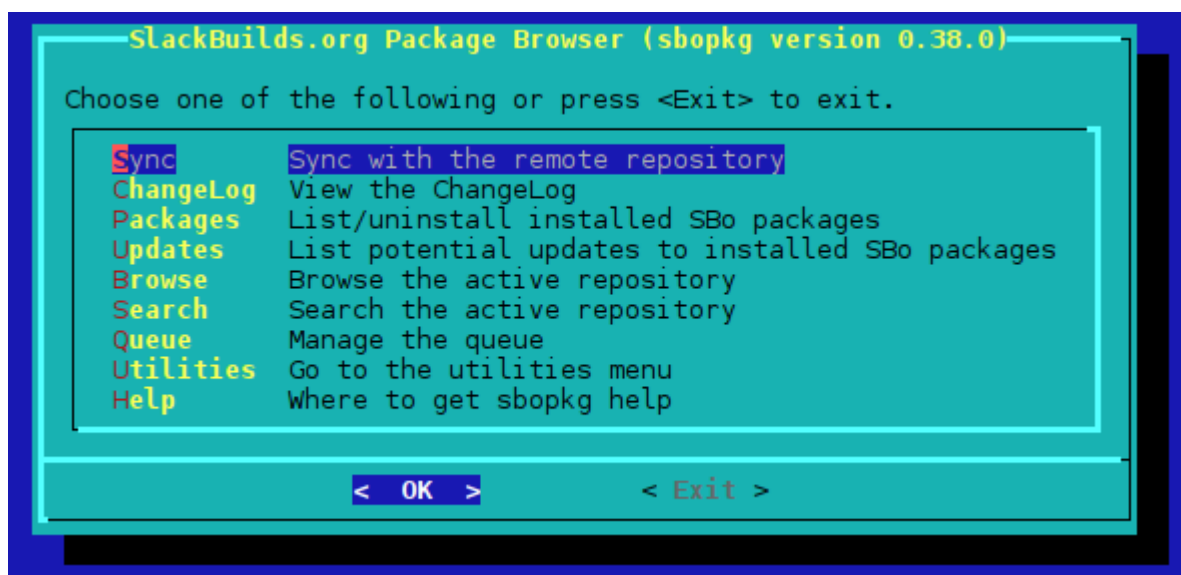 SlackBuilds.org Package Browser (sbopkg version 0.38.0)
Choose one of the following or press <Exit> to exit.
Sync Sync with the remote repository
ChangeLog View the ChangeLog
Packages List/uninstall installed SBo packages
Updates List potential updates to installed SBo packages
Browse Browse the active repository
Search Search the active repository
Queue Manage the queue
Utilities Go to the utilities menu
Help Where to get sbopkg help
< OK > < Exit >